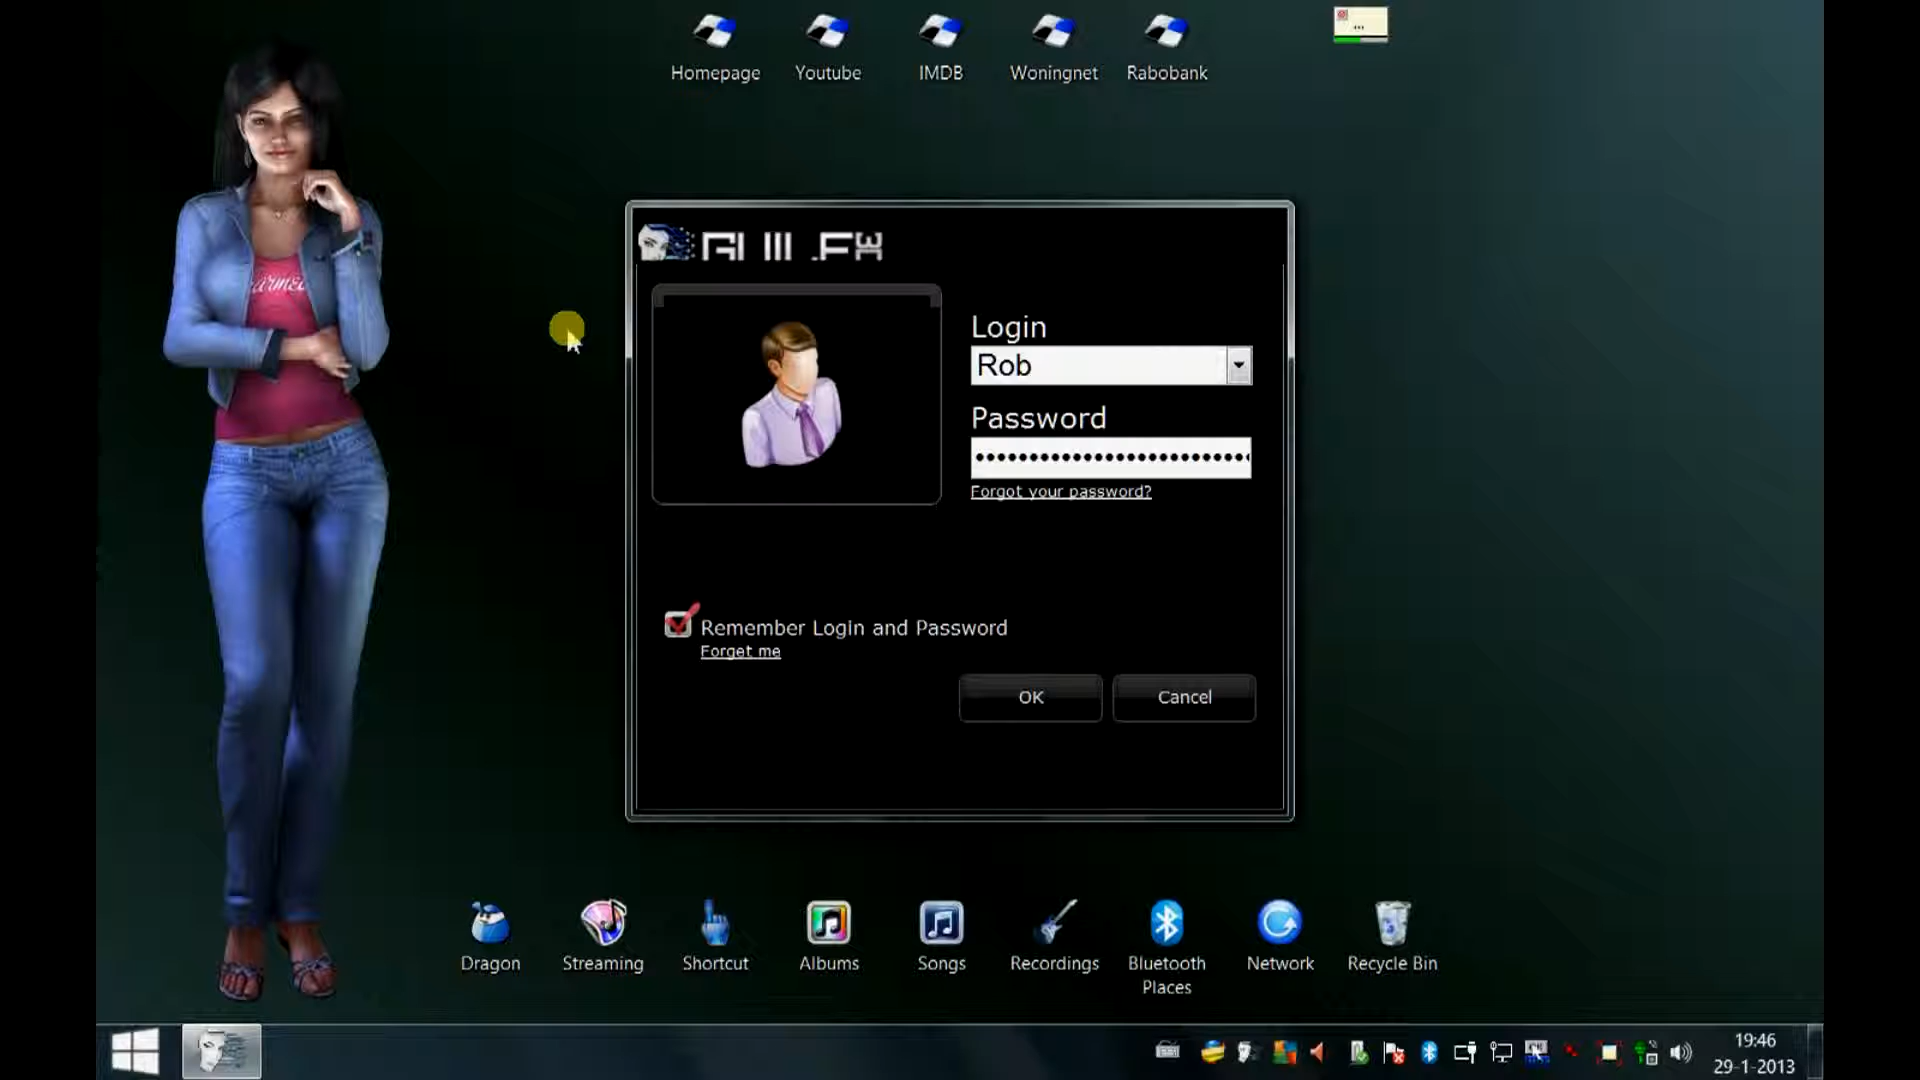 Homepage
Youtube
IMDB
Woningnet
Rabobank
...
Login
Rob
Password
Forgot your password?
Remember Login and Password
Forget me
OK
Cancel
Dragon
Streaming
Shortcut
Albums
Songs
Recordings
Bluetooth
Places
Network
Recycle Bin
19:46
29-1-2013